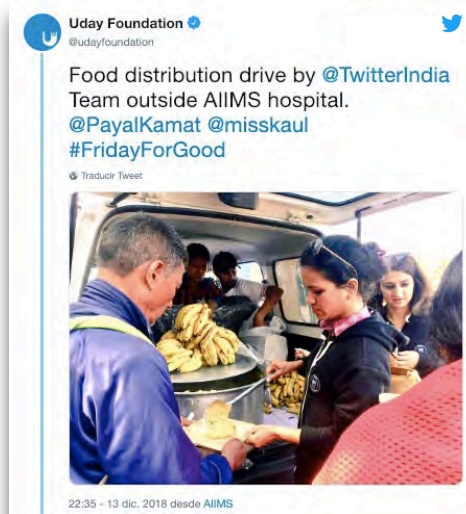 Uday Foundation
@udayfoundation
Food distribution drive by @TwitterIndia
Team outside AIIMS hospital.
@PayalKamat @misskaul
#FridayForGood
Traducir Tweet
22:35 - 13 dic. 2018 desde AIIMS